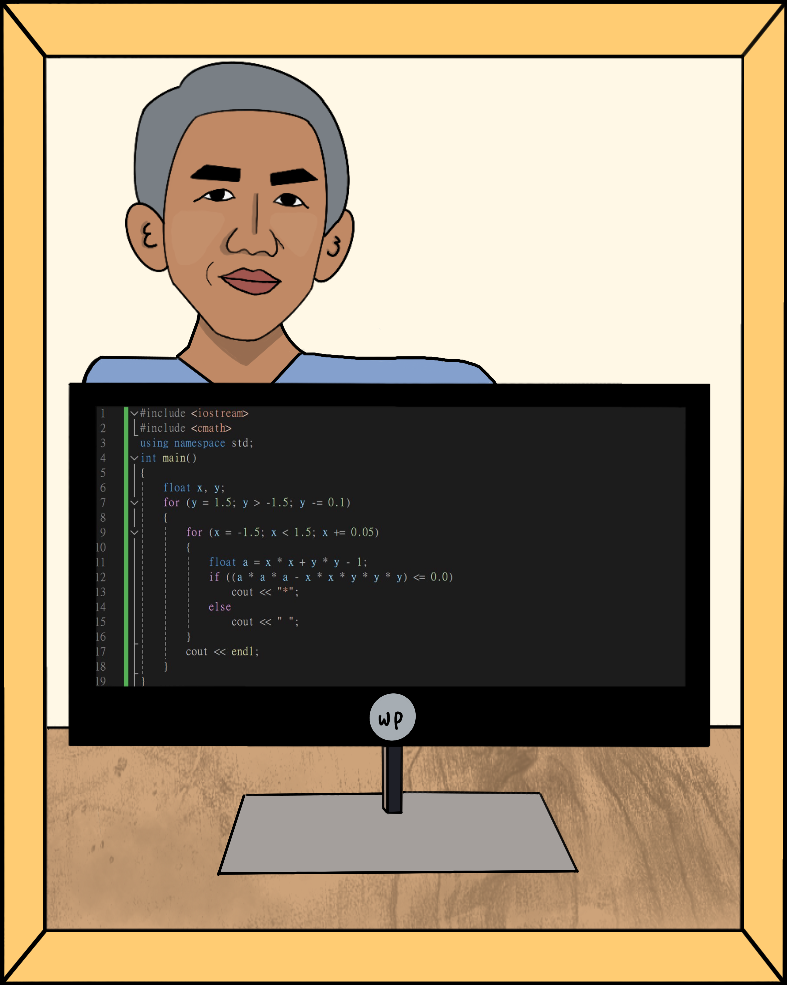 1 #include <iostream>
2 #include <cmath>
3 using namespace std;
4 int main()
5 {
6 float x, y;
7 for (y = 1.5; y > -1.5; y -= 0.1)
8 {
9 for (x = -1.5; x < 1.5; x += 0.05)
10 {
11 float a = x * x + y * y - 1;
12 if ((a * a * a - x * x * y * y * y) <= 0.0)
13 cout << "*";
14 else
15 cout << " ";
16 }
17 cout << endl;
18 }
19 }
wp